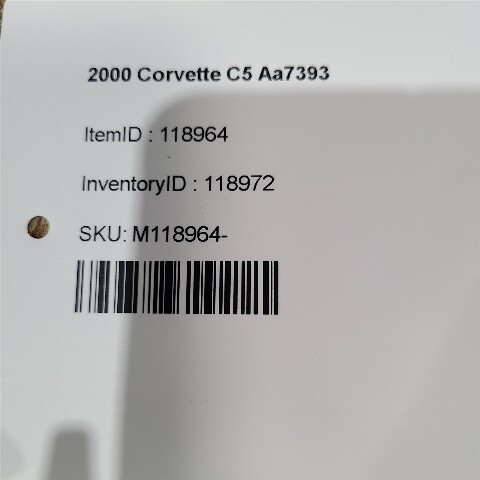 2000 Corvette C5 Aa7393
ItemID : 118964
InventoryID : 118972
SKU: M118964-